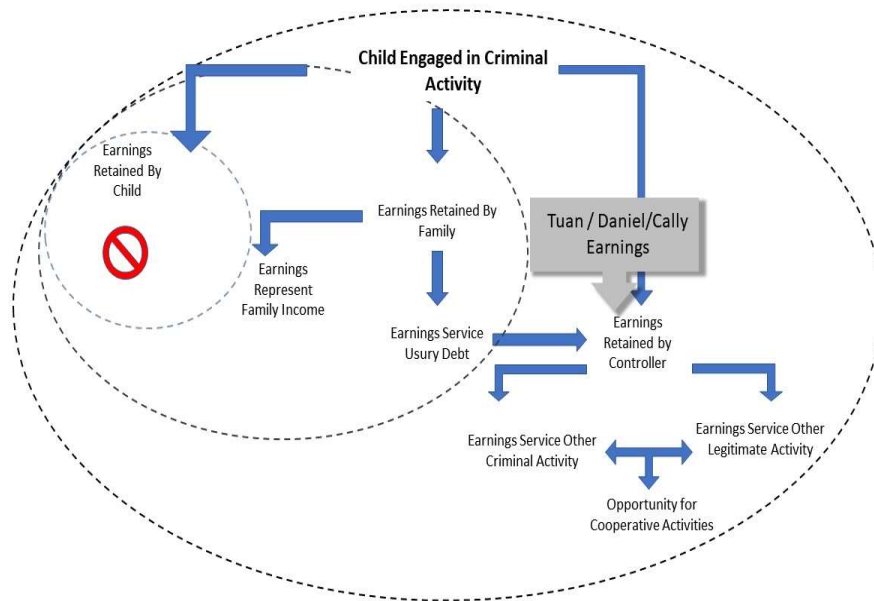 Child Engaged in Criminal
Activity
Earnings
Retained By
Child
Earnings Retained By
Family
Tuan / Daniel/Cally
Earnings
Earnings
Represent
Family Income
Earnings Service
Usury Debt
Earnings
Retained by
Controller
Earnings Service Other
Criminal Activity
Earnings Service Other
Legitimate Activity
Opportunity for
Cooperative Activities